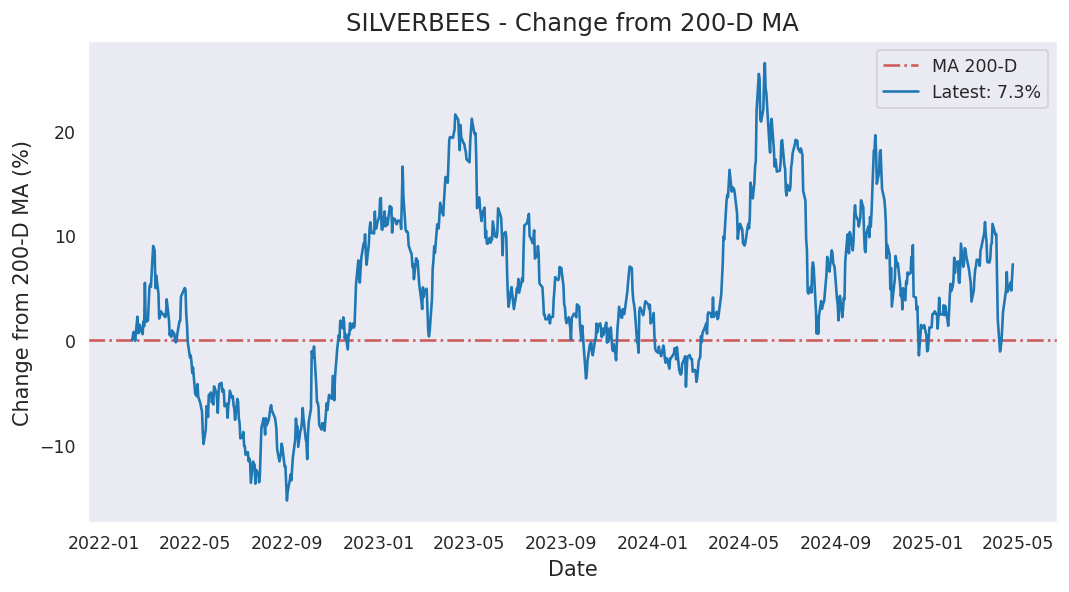 SILVERBEES - Change from 200-D MA
MA 200-D
Latest: 7.3%
Change from 200-D MA (%)
20
10
0
−10
2022-01 2022-05 2022-09 2023-01 2023-05 2023-09 2024-01 2024-05 2024-09 2025-01 2025-05
Date